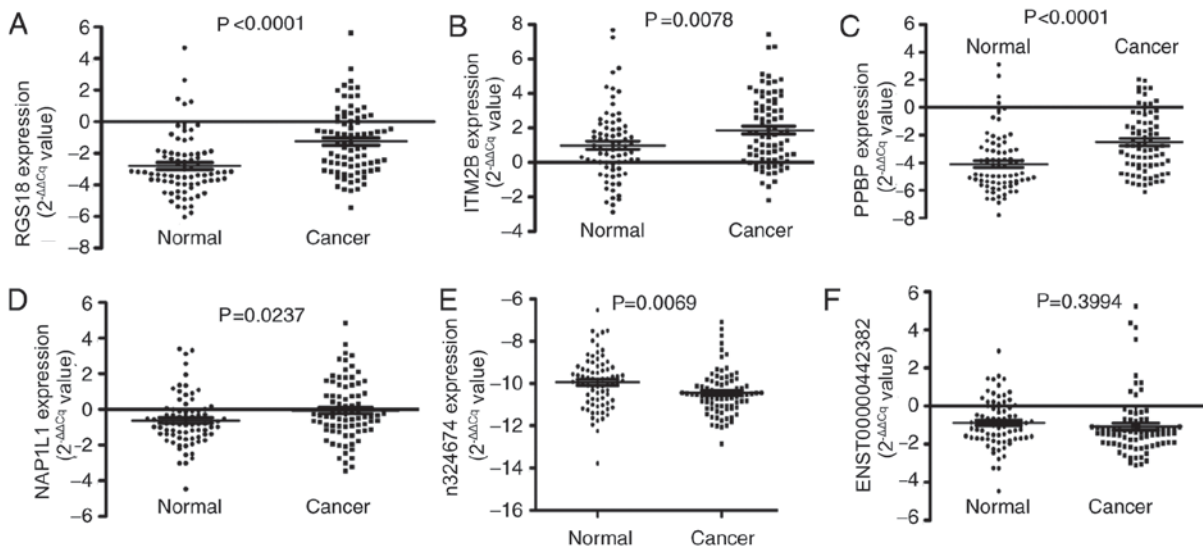 A
P<0.0001
RGS18 expression
(2-ΔΔCq value)
6
4
2
0
−2
−4
−6
−8
Normal
Cancer
B
P=0.0078
ITM2B expression
(2-ΔΔCq value)
8
6
4
2
0
−2
−4
Normal
Cancer
C
P<0.0001
Normal
Cancer
PPBP expression
(2-ΔΔCq value)
6
4
2
0
−2
−4
−6
−8
D
P=0.0237
NAP1L1 expression
(2-ΔΔCq value)
6
4
2
0
−2
−4
−6
Normal
Cancer
E
P=0.0069
n324674 expression
(2-ΔΔCq value)
−6
−8
−10
−12
−14
−16
Normal
Cancer
F
P=0.3994
ENST00000442382
(2-ΔΔCq value)
6
4
2
0
−2
−4
−6
Normal
Cancer